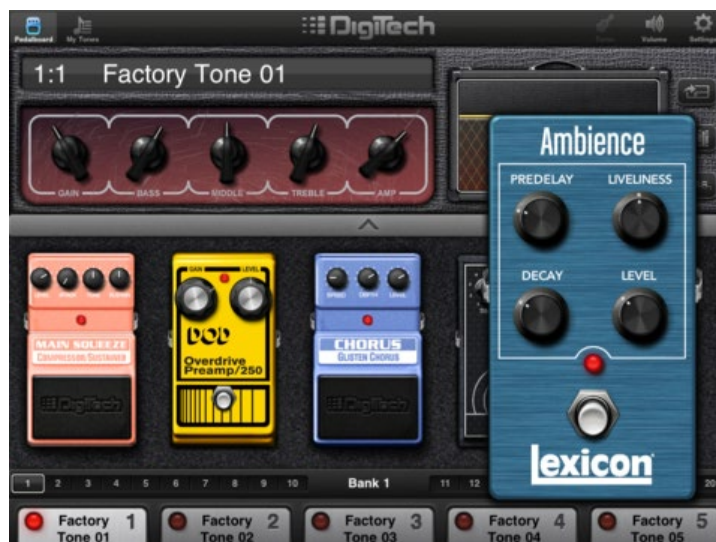 DigiTech
Pedalboard
My Tones
Volume
Settings
1:1 Factory Tone 01
GAIN
BASS
MIDDLE
TREBLE
AMP
Ambience
PREDELAY
LIVELINESS
DECAY
LEVEL
lexicon
MAIN SQUEEZE
COMPRESSOR/SUSTAINER
DigiTech
GAIN
LEVEL
DOD
Overdrive
Preamp/250
SPEED
DEPTH
LEVEL
CHORUS
GLISTEN CHORUS
DigiTech
1 2 3 4 5 6 7 8 9 10 Bank 1 11 12 20
Factory 1
Tone 01
Factory 2
Tone 02
Factory 3
Tone 03
Factory 4
Tone 04
Factory 5
Tone 05